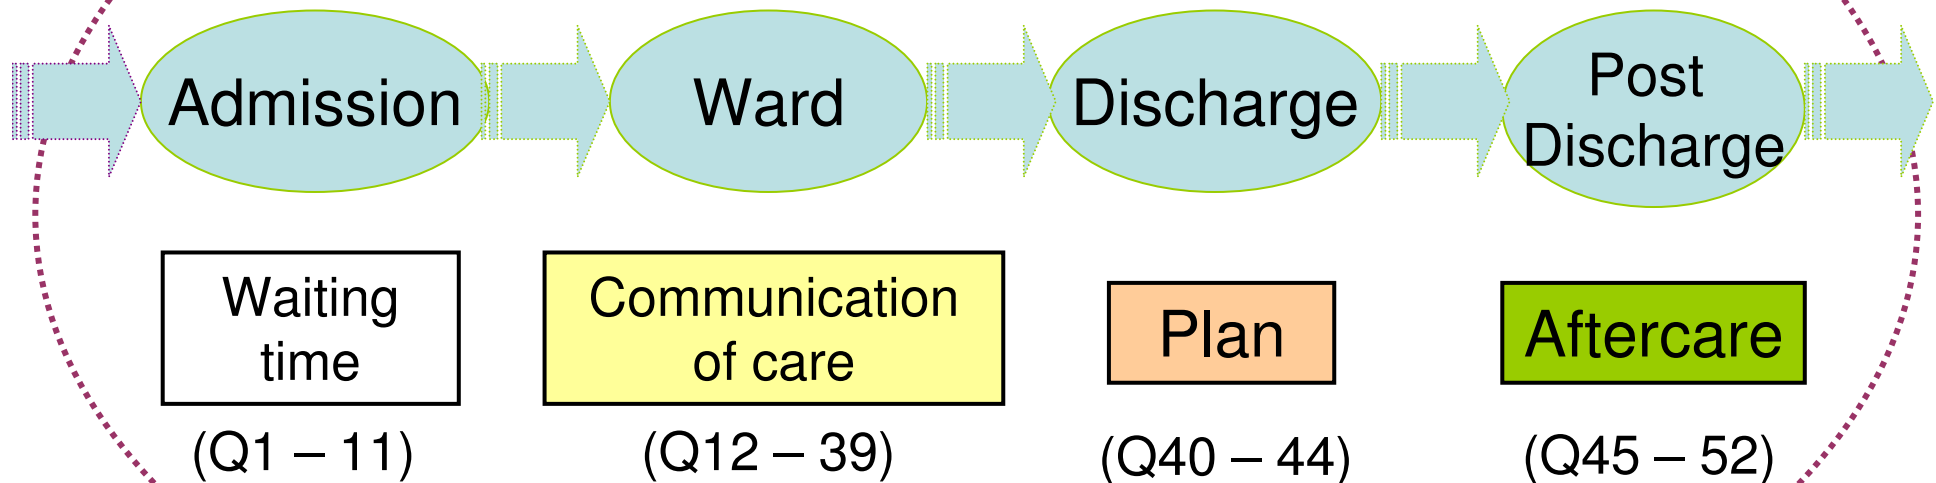 Admission
Ward
Discharge
Post
Discharge
Waiting
time
Communication
of care
Plan
Aftercare
(Q1 – 11)
(Q12 – 39)
(Q40 – 44)
(Q45 – 52)